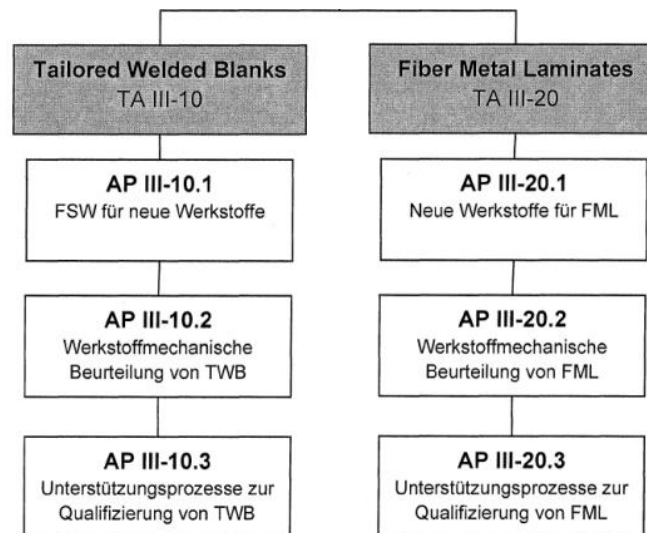 Tailored Welded Blanks
TA III-10
AP III-10.1
FSW für neue Werkstoffe
AP III-10.2
Werkstoffmechanische
Beurteilung von TWB
AP III-10.3
Unterstützungsprozesse zur
Qualifizierung von TWB
Fiber Metal Laminates
TA III-20
AP III-20.1
Neue Werkstoffe für FML
AP III-20.2
Werkstoffmechanische
Beurteilung von FML
AP III-20.3
Unterstützungsprozesse zur
Qualifizierung von FML